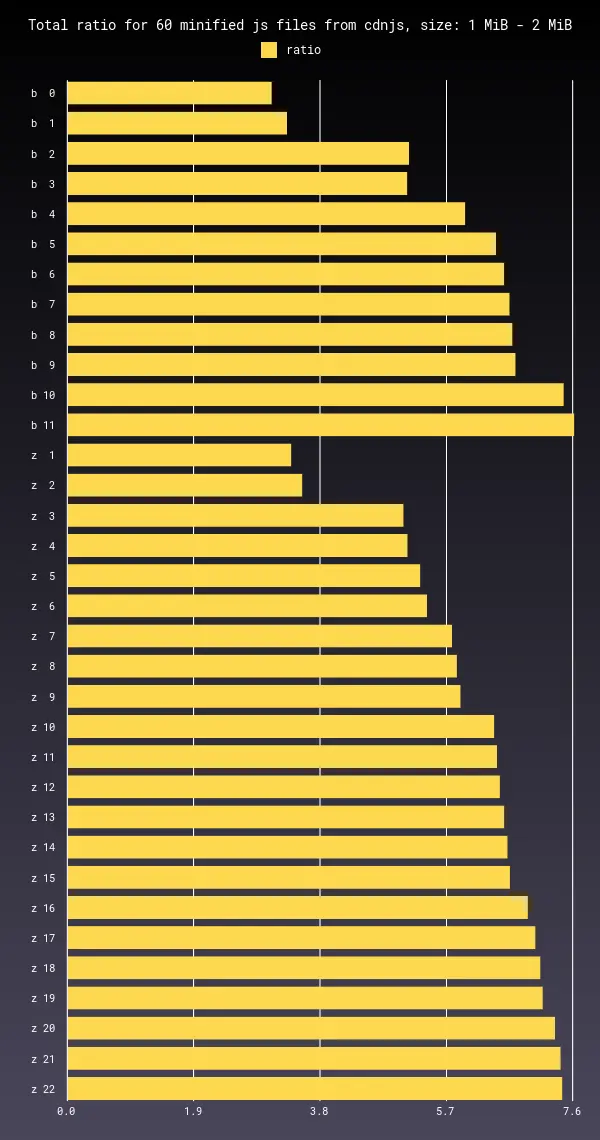 Total ratio for 60 minified js files from cdnjs, size: 1 MiB - 2 MiB
ratio
b 0
b 1
b 2
b 3
b 4
b 5
b 6
b 7
b 8
b 9
b 10
b 11
z 1
z 2
z 3
z 4
z 5
z 6
z 7
z 8
z 9
z 10
z 11
z 12
z 13
z 14
z 15
z 16
z 17
z 18
z 19
z 20
z 21
z 22
0.0 1.9 3.8 5.7 7.6